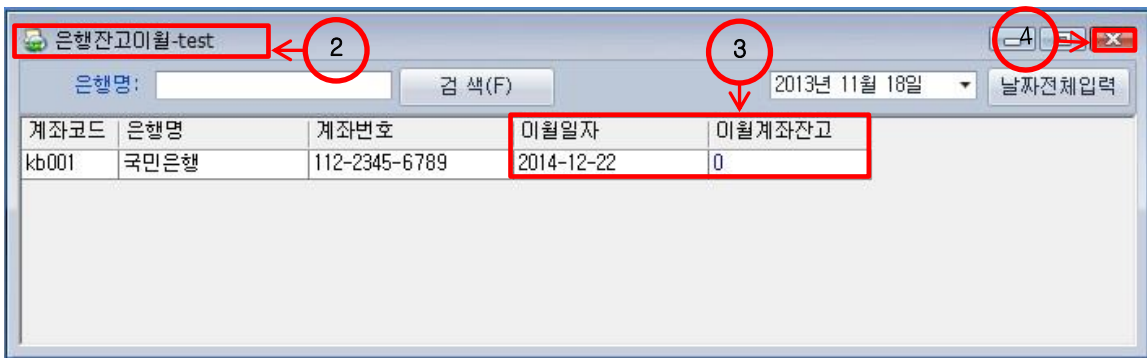 은행잔고이월-test
2
3
4
은행명:
검 색(F)
2013년 11월 18일
날짜전체입력
계좌코드 은행명 계좌번호 이월일자 이월계좌잔고
kb001 국민은행 112-2345-6789 2014-12-22 0